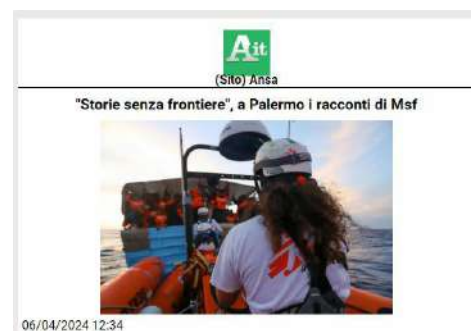 Ait
(Sito) Ansa
"Storie senza frontiere", a Palermo i racconti di Msf
06/04/2024 12:34